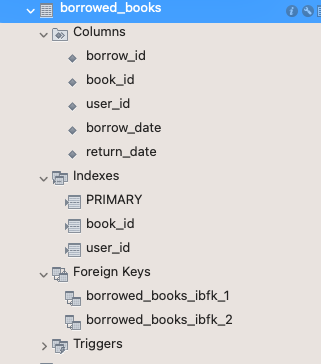 borrowed_books
Columns
borrow_id
book_id
user_id
borrow_date
return_date
Indexes
PRIMARY
book_id
user_id
Foreign Keys
borrowed_books_ibfk_1
borrowed_books_ibfk_2
Triggers